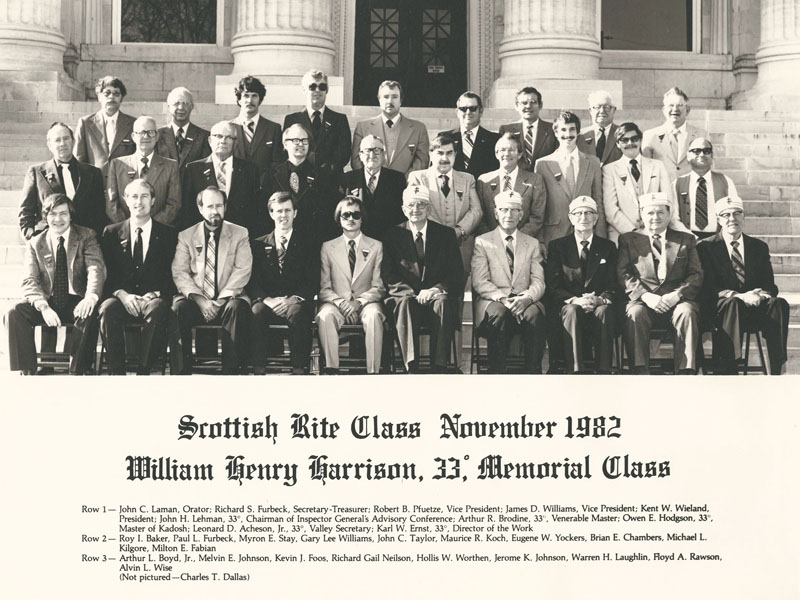 Scottish Rite Class November 1982
William Henry Harrison, 33°, Memorial Class
Row 1— John C. Laman, Orator; Richard S. Furbeck, Secretary-Treasurer; Robert B. Pfuetze, Vice President; James D. Williams, Vice President; Kent W. Wieland,
President; John H. Lehman, 33°, Chairman of Inspector General's Advisory Conference; Arthur R. Brodine, 33°, Venerable Master; Owen E. Hodgson, 33°,
Master of Kadosh; Leonard D. Acheson, Jr., Valley Secretary; Karl W. Ernst, 33°, Director of the Work
Row 2— Roy I. Baker, Paul L. Furbeck, Myron E. Stay, Gary Lee Williams, John C. Taylor, Maurice R. Koch, Eugene W. Yockers, Brian E. Chambers, Michael L.
Kilgore, Milton E. Fabian
Row 3— Arthur L. Boyd, Jr., Melvin E. Johnson, Kevin J. Foos, Richard Gail Neilson, Hollis W. Worthen, Jerome K. Johnson, Warren H. Laughlin, Floyd A. Rawson,
Alvin L. Wise
(Not pictured—Charles T. Dallas)